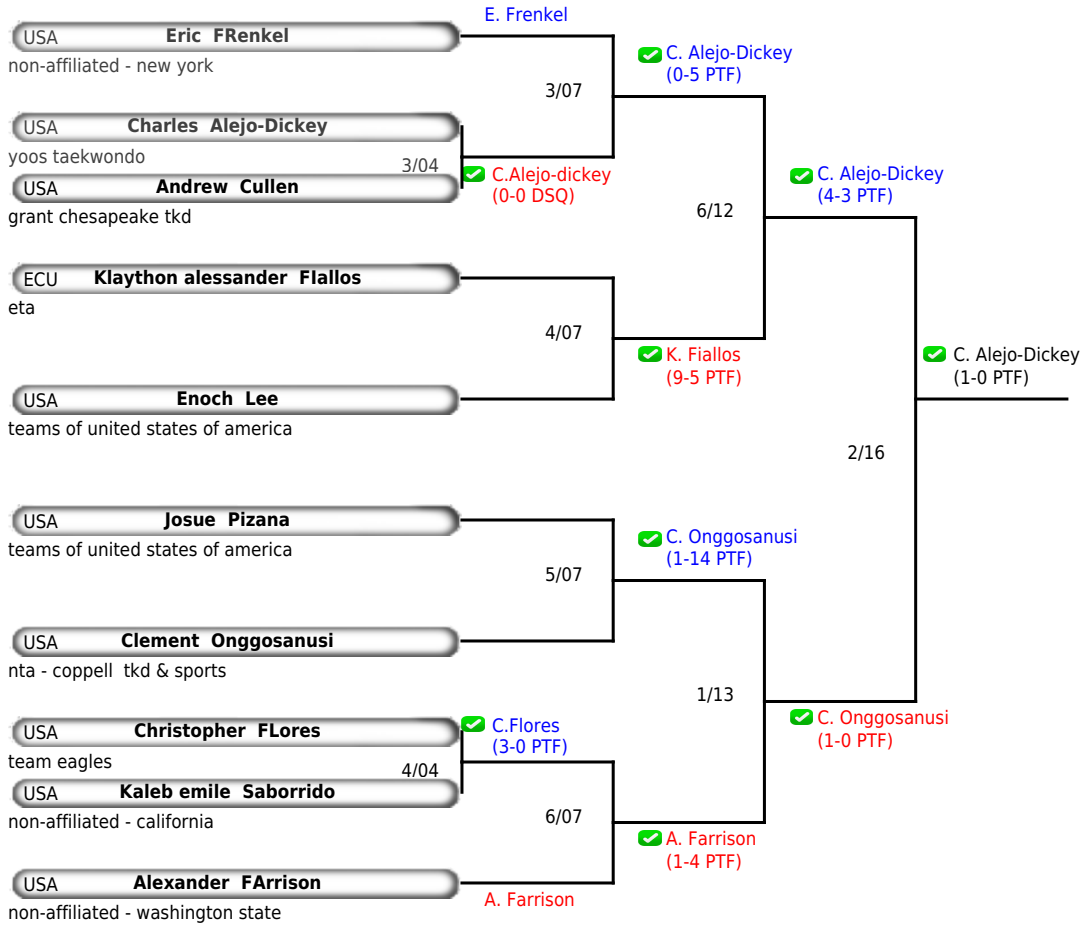 E. Frenkel
USA Eric FRenkel
non-affiliated - new york
C. Alejo-Dickey
(0-5 PTF)
3/07
USA Charles Alejo-Dickey
yoos taekwondo
3/04
C.Alejo-dickey
(0-0 DSQ)
USA Andrew Cullen
grant chesapeake tkd
C. Alejo-Dickey
(4-3 PTF)
6/12
ECU Klaython alessander FIallos
eta
4/07
K. Fiallos
(9-5 PTF)
C. Alejo-Dickey
(1-0 PTF)
USA Enoch Lee
teams of united states of america
2/16
USA Josue Pizana
teams of united states of america
C. Onggosanusi
(1-14 PTF)
5/07
USA Clement Onggosanusi
nta - coppell tkd & sports
1/13
C. Onggosanusi
(1-0 PTF)
USA Christopher FLores
team eagles
C.Flores
(3-0 PTF)
4/04
USA Kaleb emile Saborrido
non-affiliated - california
6/07
A. Farrison
(1-4 PTF)
USA Alexander FArrison
non-affiliated - washington state
A. Farrison